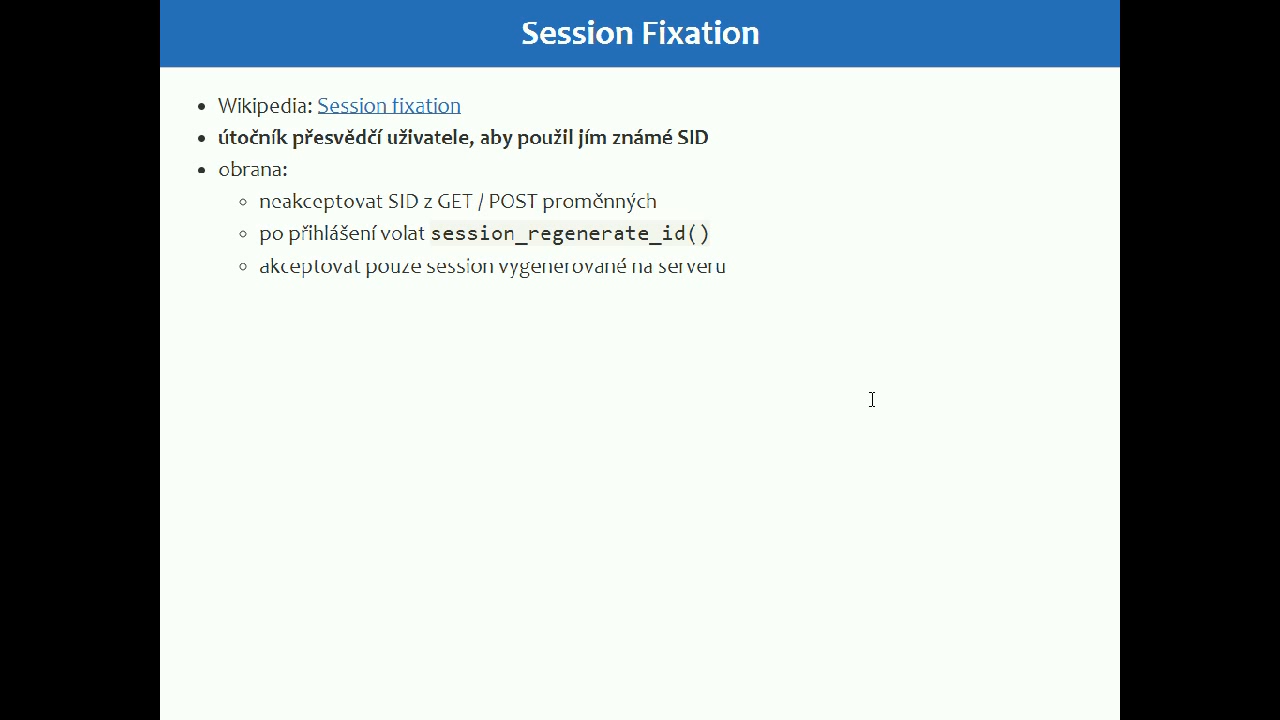 Session Fixation
Wikipedia: Session fixation
útočník přesvědčí uživatele, aby použil jím známé SID
obrana:
neakceptovat SID z GET / POST proměnných
po přihlášení volat session_regenerate_id()
akceptovat pouze session vygenerované na serveru